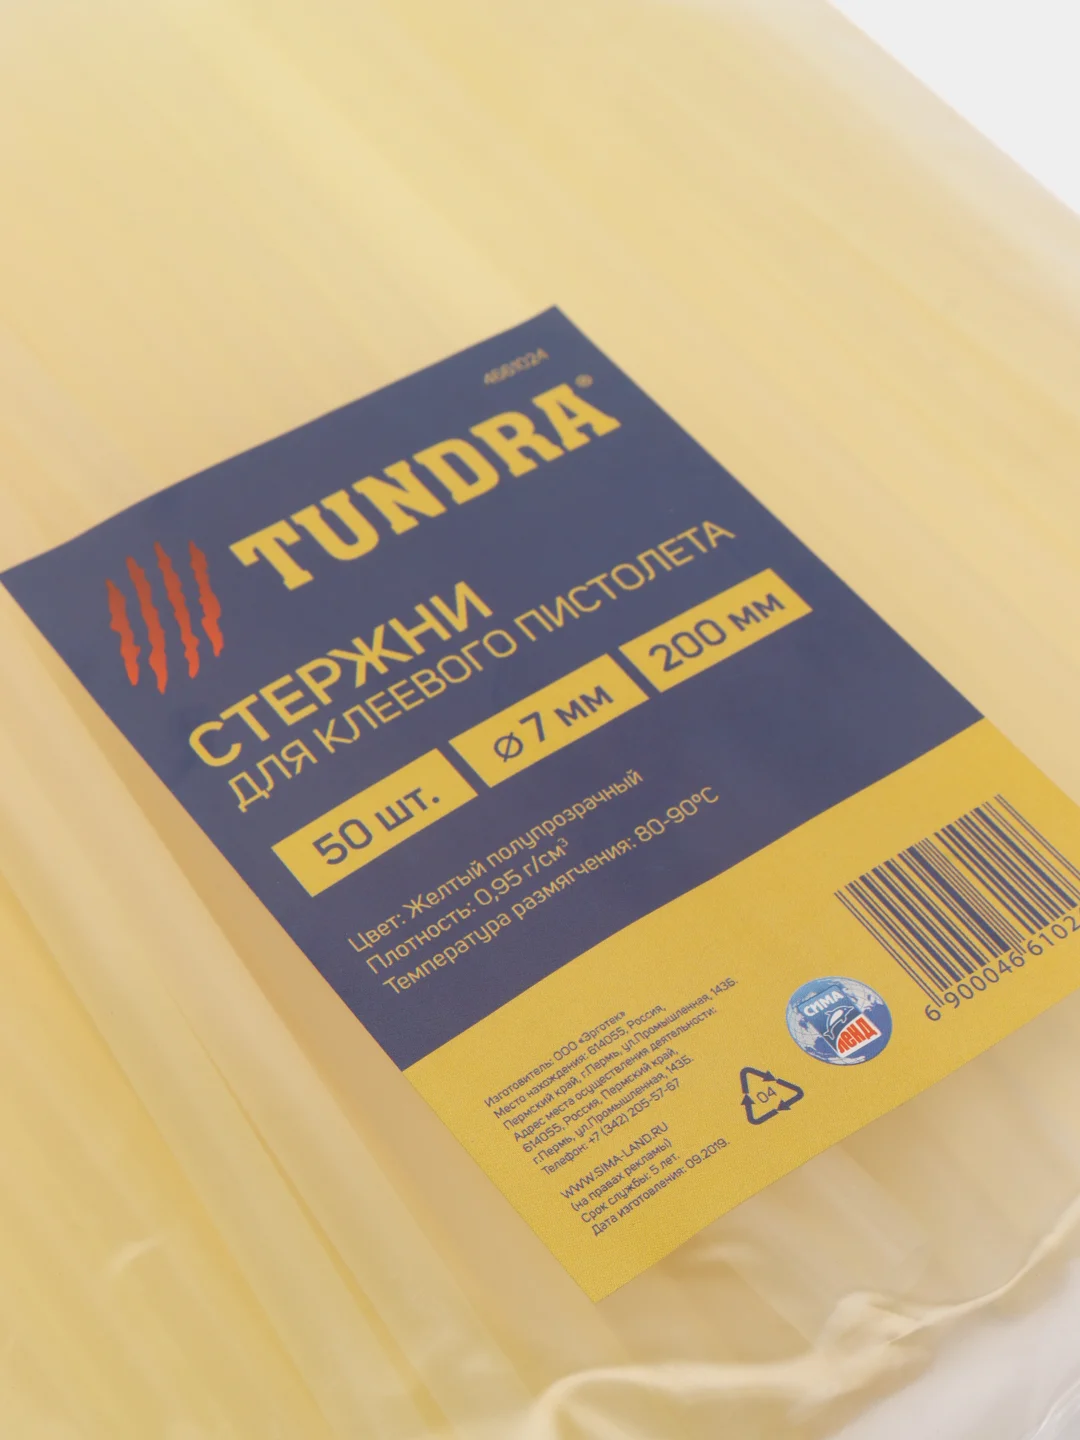 4661024
TUNDRA®
СТЕРЖНИ
ДЛЯ КЛЕЕВОГО ПИСТОЛЕТА
50 шт.
⌀ 7 мм
200 мм
Цвет: Желтый полупрозрачный
Плотность: 0,95 г/см³
Температура размягчения: 80-90°С
Изготовитель: ООО «Эрготек»
Место нахождения: 614055, Россия,
Пермский край, г.Пермь, ул.Промышленная, 143Б.
Адрес места осуществления деятельности:
614055, Россия, Пермский край,
г.Пермь, ул.Промышленная, 143Б.
Телефон: +7 (342) 205-57-67
WWW.SIMA-LAND.RU
(на правах рекламы)
Срок службы: 5 лет.
Дата изготовления: 09.2019.
04
СИМА
ЛЕНД
6 900046 6102